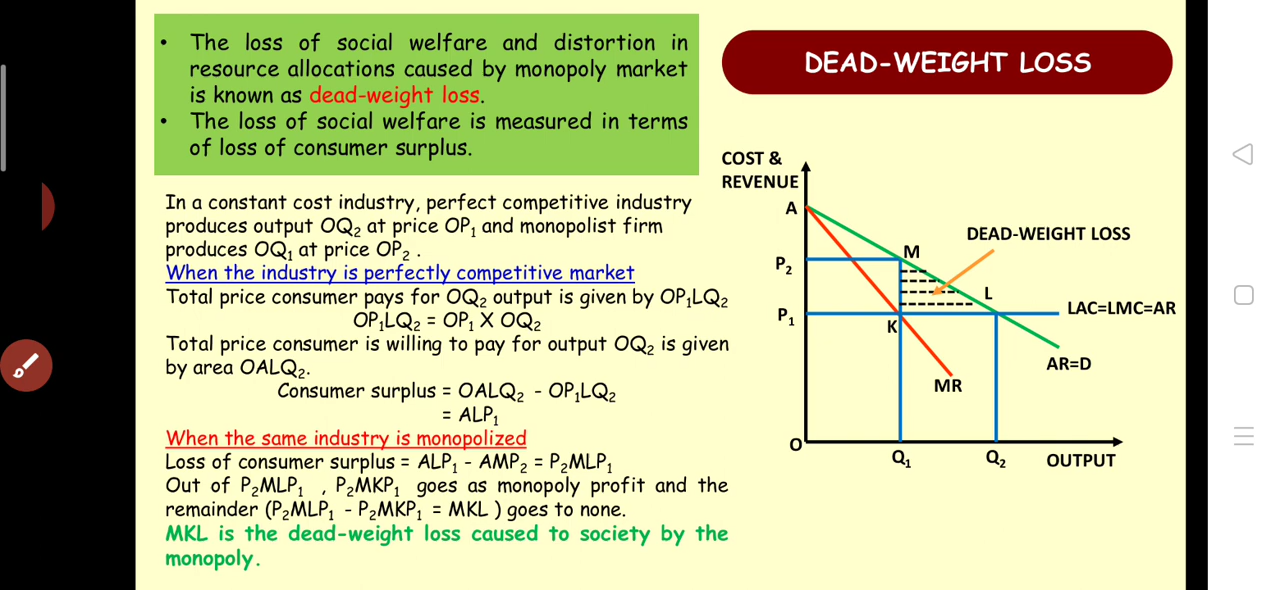 • The loss of social welfare and distortion in
resource allocations caused by monopoly market
is known as dead-weight loss.
• The loss of social welfare is measured in terms
of loss of consumer surplus.
DEAD-WEIGHT LOSS
In a constant cost industry, perfect competitive industry
produces output OQ₂ at price OP₁ and monopolist firm
produces OQ₁ at price OP₂ .
When the industry is perfectly competitive market
Total price consumer pays for OQ₂ output is given by OP₁LQ₂
OP₁LQ₂ = OP₁ X OQ₂
Total price consumer is willing to pay for output OQ₂ is given
by area OALQ₂.
Consumer surplus = OALQ₂ - OP₁LQ₂
= ALP₁
When the same industry is monopolized
Loss of consumer surplus = ALP₁ - AMP₂ = P₂MLP₁
Out of P₂MLP₁ , P₂MKP₁ goes as monopoly profit and the
remainder (P₂MLP₁ - P₂MKP₁ = MKL ) goes to none.
MKL is the dead-weight loss caused to society by the
monopoly.
COST &
REVENUE
A
DEAD-WEIGHT LOSS
M
P₂
L
LAC=LMC=AR
P₁
K
AR=D
MR
O
Q₁
Q₂
OUTPUT